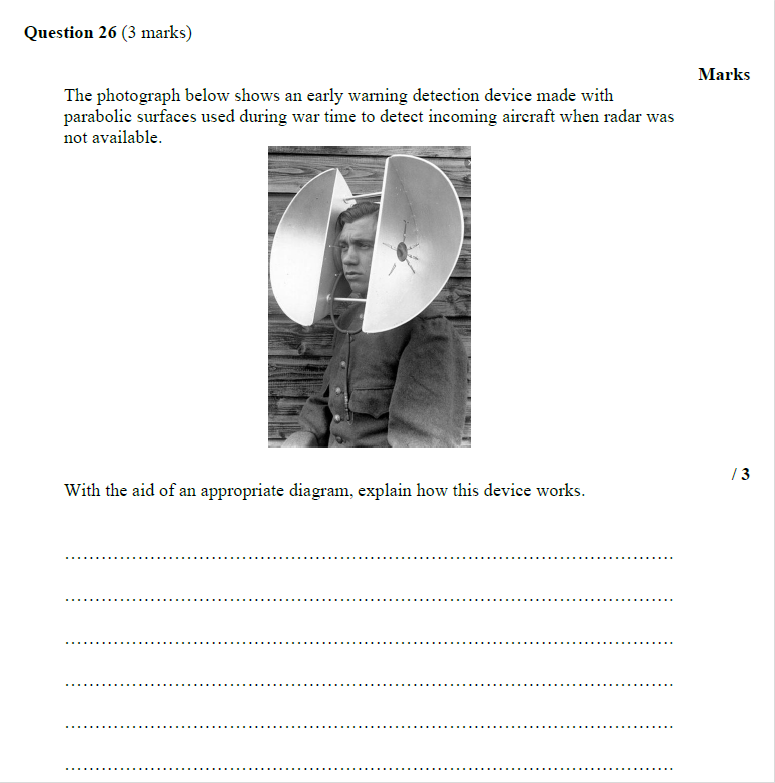 Question 26 (3 marks)
Marks
The photograph below shows an early warning detection device made with
parabolic surfaces used during war time to detect incoming aircraft when radar was
not available.
/ 3
With the aid of an appropriate diagram, explain how this device works.